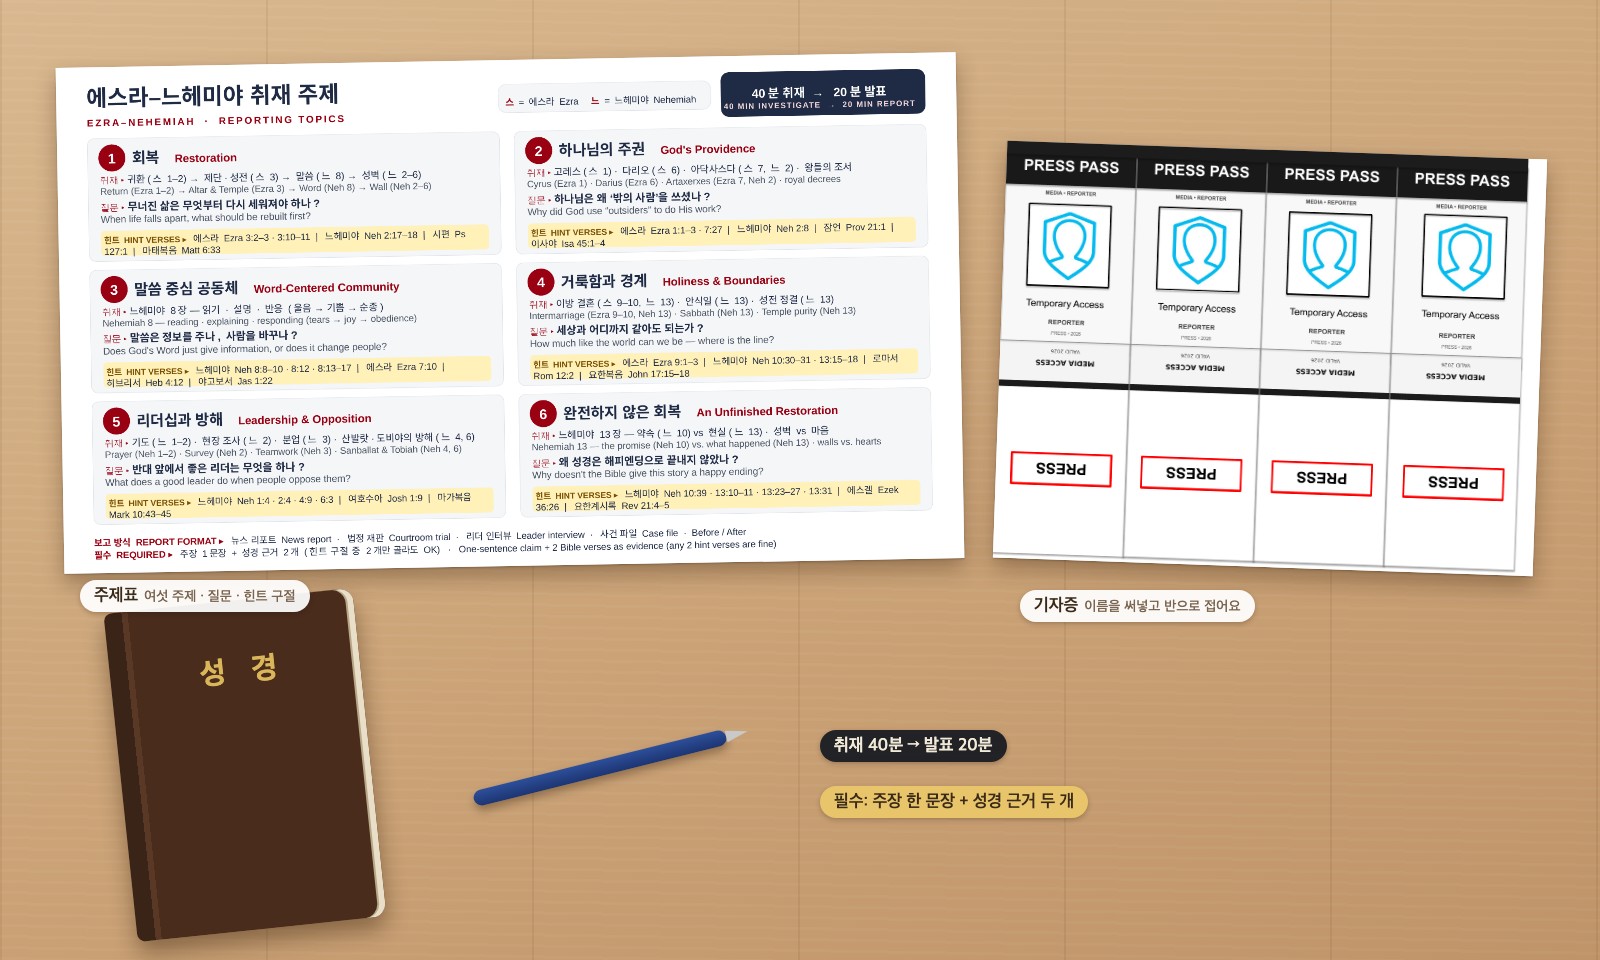 에스라–느헤미야 취재 주제
EZRA–NEHEMIAH · REPORTING TOPICS
스 = 에스라 Ezra 느 = 느헤미야 Nehemiah
40 분 취재 → 20 분 발표
40 MIN INVESTIGATE · 20 MIN REPORT
1 회복 Restoration
취재 ▸ 귀환 ( 스 1–2) → 제단 · 성전 ( 스 3) → 말씀 ( 느 8) → 성벽 ( 느 2–6)
Return (Ezra 1–2) → Altar & Temple (Ezra 3) → Word (Neh 8) → Wall (Neh 2–6)
질문 ▸ 무너진 삶은 무엇부터 다시 세워져야 하나 ?
When life falls apart, what should be rebuilt first?
힌트 HINT VERSES ▸ 에스라 Ezra 3:2–3 · 3:10–11 | 느헤미야 Neh 2:17–18 | 시편 Ps
127:1 | 마태복음 Matt 6:33
2 하나님의 주권 God's Providence
취재 ▸ 고레스 ( 스 1) · 다리오 ( 스 6) · 아닥사스다 ( 스 7, 느 2) · 왕들의 조서
Cyrus (Ezra 1) · Darius (Ezra 6) · Artaxerxes (Ezra 7, Neh 2) · royal decrees
질문 ▸ 하나님은 왜 '밖의 사람'을 쓰셨나 ?
Why did God use "outsiders" to do His work?
힌트 HINT VERSES ▸ 에스라 Ezra 1:1–3 · 7:27 | 느헤미야 Neh 2:8 | 잠언 Prov 21:1 |
이사야 Isa 45:1–4
3 말씀 중심 공동체 Word-Centered Community
취재 ▸ 느헤미야 8 장 — 읽기 · 설명 · 반응 ( 울음 → 기쁨 → 순종 )
Nehemiah 8 — reading · explaining · responding (tears → joy → obedience)
질문 ▸ 말씀은 정보를 주나 , 사람을 바꾸나 ?
Does God's Word just give information, or does it change people?
힌트 HINT VERSES ▸ 느헤미야 Neh 8:8–10 · 8:12 · 8:13–17 | 에스라 Ezra 7:10 |
히브리서 Heb 4:12 | 야고보서 Jas 1:22
4 거룩함과 경계 Holiness & Boundaries
취재 ▸ 이방 결혼 ( 스 9–10, 느 13) · 안식일 ( 느 13) · 성전 정결 ( 느 13)
Intermarriage (Ezra 9–10, Neh 13) · Sabbath (Neh 13) · Temple purity (Neh 13)
질문 ▸ 세상과 어디까지 같아도 되는가 ?
How much like the world can we be — where is the line?
힌트 HINT VERSES ▸ 에스라 Ezra 9:1–3 | 느헤미야 Neh 10:30–31 · 13:15–18 | 로마서
Rom 12:2 | 요한복음 John 17:15–18
5 리더십과 방해 Leadership & Opposition
취재 ▸ 기도 ( 느 1–2) · 현장 조사 ( 느 2) · 분업 ( 느 3) · 산발랏 · 도비야의 방해 ( 느 4, 6)
Prayer (Neh 1–2) · Survey (Neh 2) · Teamwork (Neh 3) · Sanballat & Tobiah (Neh 4, 6)
질문 ▸ 반대 앞에서 좋은 리더는 무엇을 하나 ?
What does a good leader do when people oppose them?
힌트 HINT VERSES ▸ 느헤미야 Neh 1:4 · 2:4 · 4:9 · 6:3 | 여호수아 Josh 1:9 | 마가복음
Mark 10:43–45
6 완전하지 않은 회복 An Unfinished Restoration
취재 ▸ 느헤미야 13 장 — 약속 ( 느 10) vs 현실 ( 느 13) · 성벽 vs 마음
Nehemiah 13 — the promise (Neh 10) vs. what happened (Neh 13) · walls vs. hearts
질문 ▸ 왜 성경은 해피엔딩으로 끝내지 않았나 ?
Why doesn't the Bible give this story a happy ending?
힌트 HINT VERSES ▸ 느헤미야 Neh 10:39 · 13:10–11 · 13:23–27 · 13:31 | 에스겔 Ezek
36:26 | 요한계시록 Rev 21:4–5
보고 방식 REPORT FORMAT ▸ 뉴스 리포트 News report · 법정 재판 Courtroom trial · 리더 인터뷰 Leader interview · 사건 파일 Case file · Before / After
필수 REQUIRED ▸ 주장 1 문장 + 성경 근거 2 개 ( 힌트 구절 중 2 개만 골라도 OK) · One-sentence claim + 2 Bible verses as evidence (any 2 hint verses are fine)
PRESS PASS PRESS PASS PRESS PASS PRESS PASS
MEDIA • REPORTER MEDIA • REPORTER MEDIA • REPORTER MEDIA • REPORTER
Temporary Access Temporary Access Temporary Access Temporary Access
REPORTER REPORTER REPORTER REPORTER
PRESS • 2026 PRESS • 2026 PRESS • 2026 PRESS • 2026
VALID 2026 VALID 2026 VALID 2026 VALID 2026
MEDIA ACCESS MEDIA ACCESS MEDIA ACCESS MEDIA ACCESS
PRESS PRESS PRESS PRESS
주제표 여섯 주제 · 질문 · 힌트 구절
기자증 이름을 써넣고 반으로 접어요
성 경
취재 40분 → 발표 20분
필수: 주장 한 문장 + 성경 근거 두 개